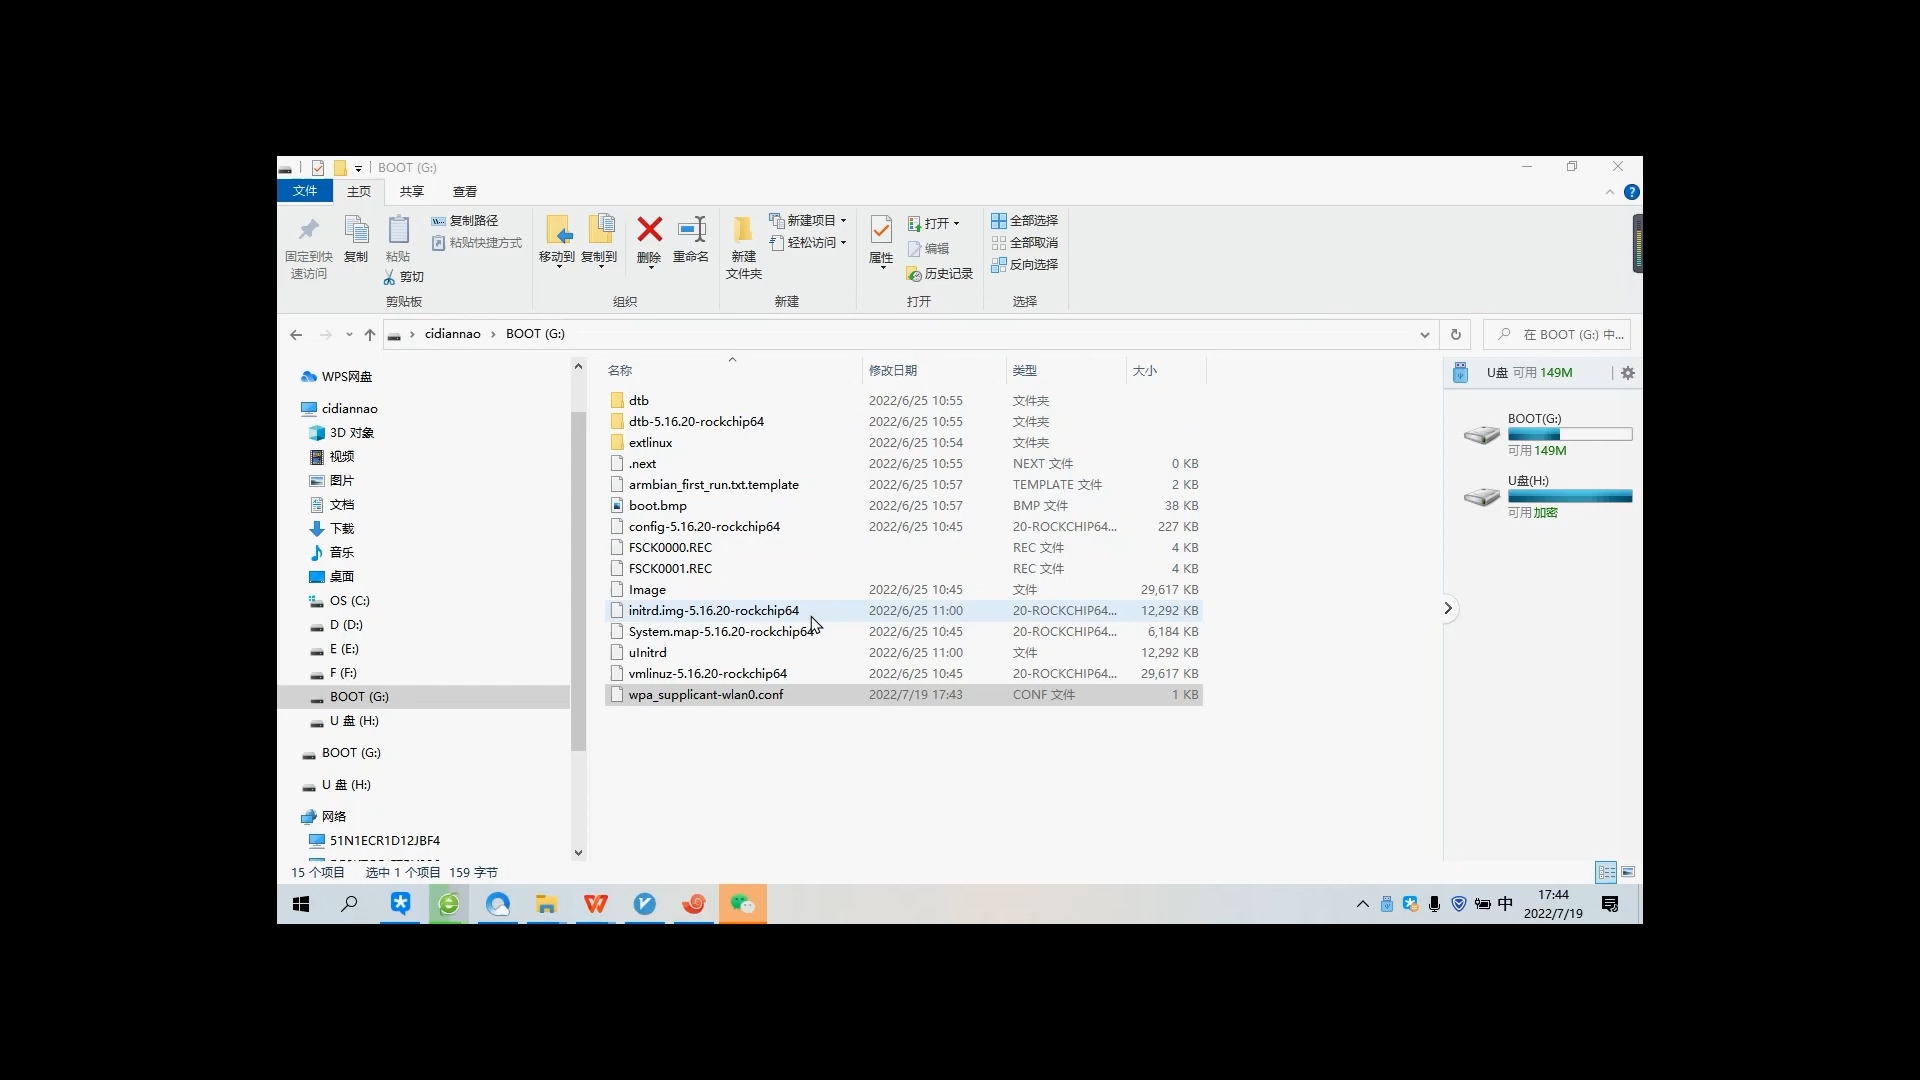 BOOT (G:)
文件
主页
共享
查看
固定到快
速访问
复制
粘贴
复制路径
粘贴快捷方式
剪切
剪贴板
移动到
复制到
删除
重命名
组织
新建
文件夹
新建项目
轻松访问
新建
属性
打开
编辑
历史记录
打开
全部选择
全部取消
反向选择
选择
cidiannao
BOOT (G:)
在 BOOT (G:) 中...
WPS网盘
cidiannao
3D 对象
视频
图片
文档
下载
音乐
桌面
OS (C:)
D (D:)
E (E:)
F (F:)
BOOT (G:)
U 盘 (H:)
BOOT (G:)
U 盘 (H:)
网络
51N1ECR1D12JBF4
名称 修改日期 类型 大小
dtb 2022/6/25 10:55 文件夹
dtb-5.16.20-rockchip64 2022/6/25 10:55 文件夹
extlinux 2022/6/25 10:54 文件夹
.next 2022/6/25 10:55 NEXT 文件 0 KB
armbian_first_run.txt.template 2022/6/25 10:57 TEMPLATE 文件 2 KB
boot.bmp 2022/6/25 10:57 BMP 文件 38 KB
config-5.16.20-rockchip64 2022/6/25 10:45 20-ROCKCHIP64... 227 KB
FSCK0000.REC REC 文件 4 KB
FSCK0001.REC REC 文件 4 KB
Image 2022/6/25 10:45 文件 29,617 KB
initrd.img-5.16.20-rockchip64 2022/6/25 11:00 20-ROCKCHIP64... 12,292 KB
System.map-5.16.20-rockchip64 2022/6/25 10:45 20-ROCKCHIP64... 6,184 KB
uInitrd 2022/6/25 11:00 文件 12,292 KB
vmlinuz-5.16.20-rockchip64 2022/6/25 10:45 20-ROCKCHIP64... 29,617 KB
wpa_supplicant-wlan0.conf 2022/7/19 17:43 CONF 文件 1 KB
U盘 可用 149M
BOOT(G:)
可用 149M
U盘(H:)
可用 加密
15 个项目 选中 1 个项目 159 字节
中
17:44
2022/7/19